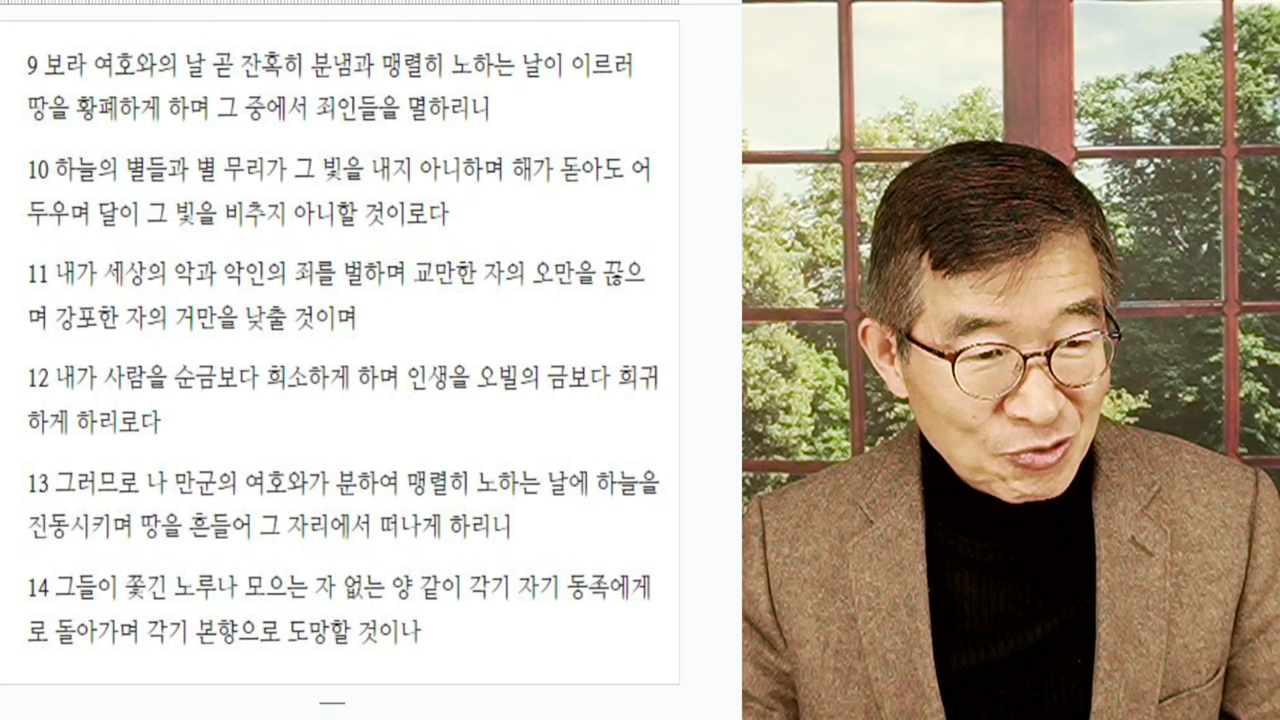 9 보라 여호와의 날 곧 잔혹히 분냄과 맹렬히 노하는 날이 이르러
땅을 황폐하게 하며 그 중에서 죄인들을 멸하리니
10 하늘의 별들과 별 무리가 그 빛을 내지 아니하며 해가 돋아도 어
두우며 달이 그 빛을 비추지 아니할 것이로다
11 내가 세상의 악과 악인의 죄를 벌하며 교만한 자의 오만을 끊으
며 강포한 자의 거만을 낮출 것이며
12 내가 사람을 순금보다 희소하게 하며 인생을 오빌의 금보다 희귀
하게 하리로다
13 그러므로 나 만군의 여호와가 분하여 맹렬히 노하는 날에 하늘을
진동시키며 땅을 흔들어 그 자리에서 떠나게 하리니
14 그들이 쫓긴 노루나 모으는 자 없는 양 같이 각기 자기 동족에게
로 돌아가며 각기 본향으로 도망할 것이나